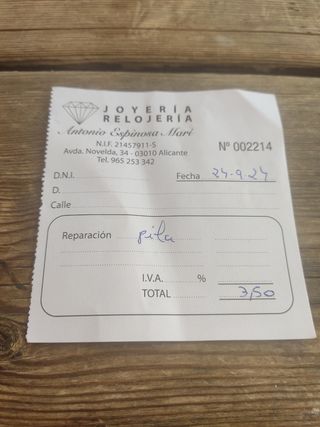 JOYERÍA
RELOJERÍA
Antonio Espinosa Marí
N.I.F. 21457911-S
Avda. Novelda, 34 - 03010 Alicante
Tel. 965 253 342
Nº 002214
D.N.I.
Fecha 24-9-24
D.
Calle
Reparación pila
I.V.A. %
TOTAL 3,50